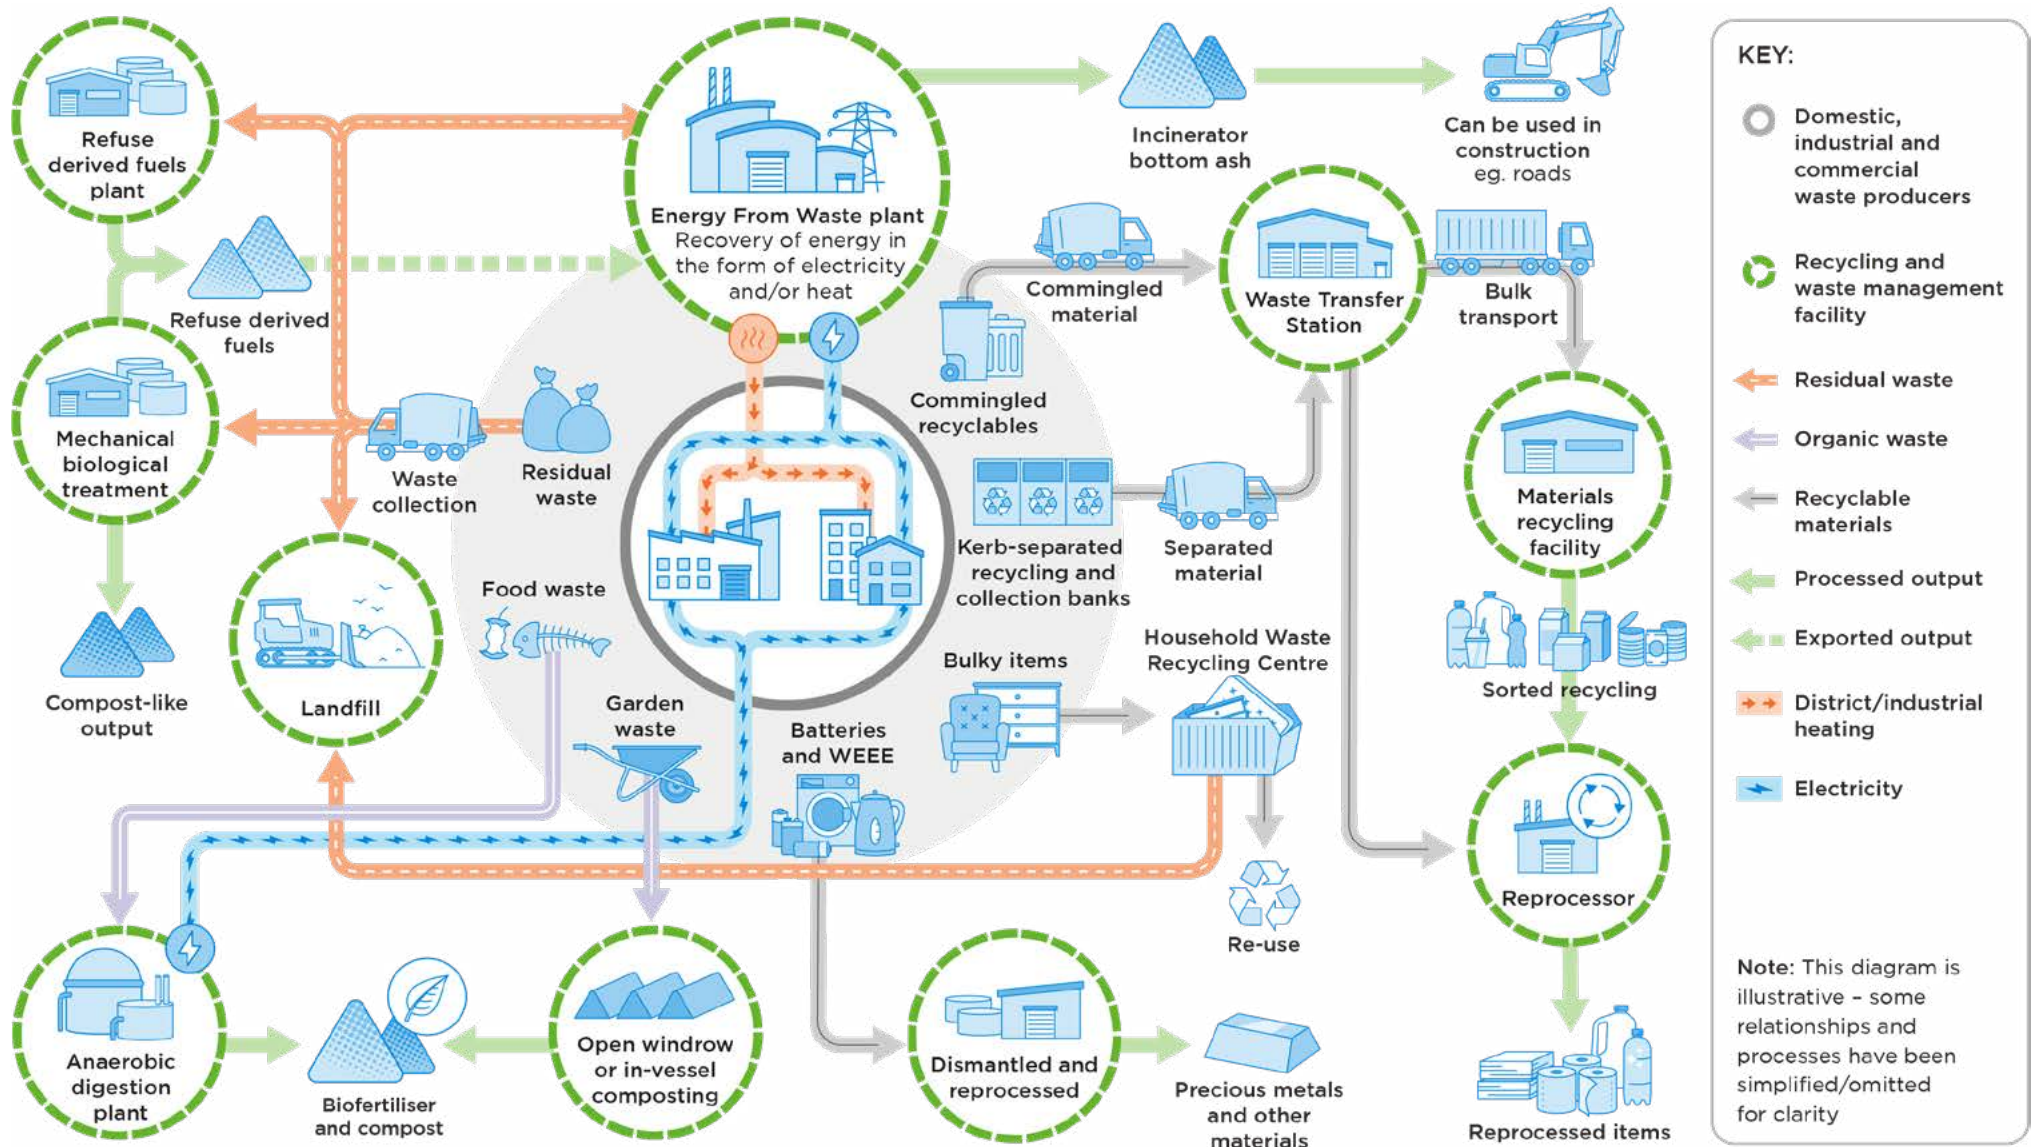 Refuse
derived fuels
plant
Refuse derived
fuels
Mechanical
biological
treatment
Compost-like
output
Waste
collection
Residual
waste
Landfill
Energy From Waste plant
Recovery of energy in
the form of electricity
and/or heat
Incinerator
bottom ash
Can be used in
construction
eg. roads
Commingled
material
Commingled
recyclables
Waste Transfer
Station
Bulk
transport
Materials
recycling
facility
Kerb-separated
recycling and
collection banks
Separated
material
Food waste
Garden
waste
Batteries
and WEEE
Bulky items
Household Waste
Recycling Centre
Re-use
Sorted recycling
Reprocessor
Reprocessed items
Anaerobic
digestion
plant
Biofertiliser
and compost
Open windrow
or in-vessel
composting
Dismantled and
reprocessed
Precious metals
and other
materials
KEY:
Domestic,
industrial and
commercial
waste producers
Recycling and
waste management
facility
Residual waste
Organic waste
Recyclable
materials
Processed output
Exported output
District/industrial
heating
Electricity
Note: This diagram is
illustrative – some
relationships and
processes have been
simplified/omitted
for clarity